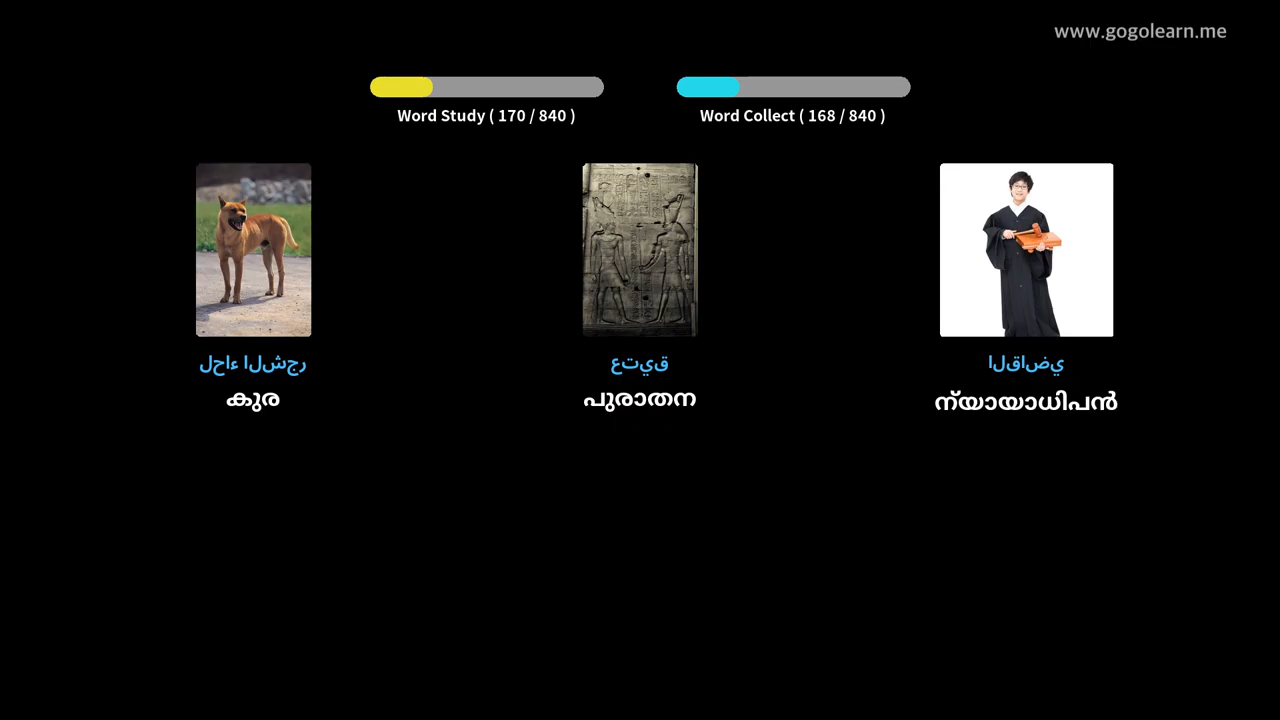 www.gogolearn.me
Word Study ( 170 / 840 )
Word Collect ( 168 / 840 )
لحاء الشجر
കുര
عتيق
പുരാതന
القاضي
ന്യായാധിപൻ